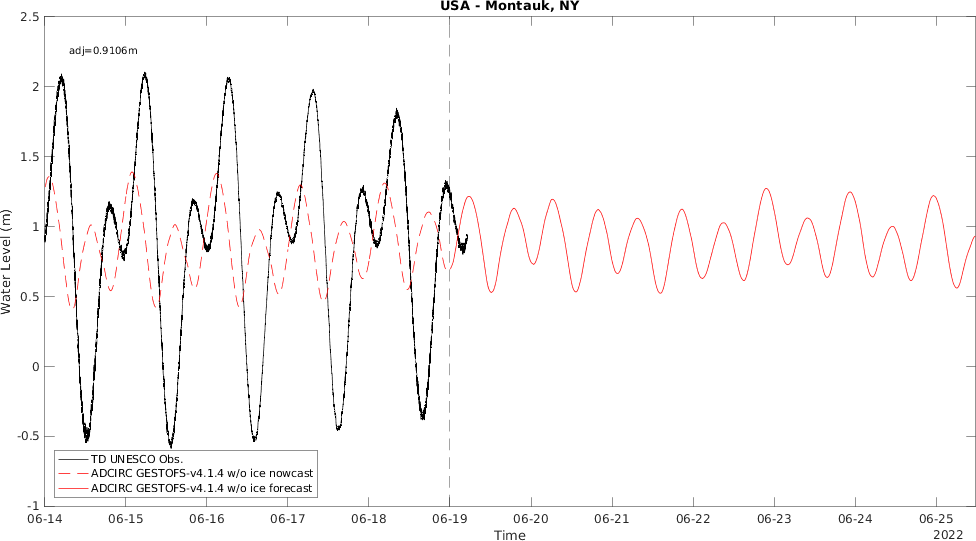 USA - Montauk, NY
adj=0.9106m
2.5
2
1.5
1
0.5
0
-0.5
-1
Water Level (m)
TD UNESCO Obs.
ADCIRC GESTOFS-v4.1.4 w/o ice nowcast
ADCIRC GESTOFS-v4.1.4 w/o ice forecast
06-14 06-15 06-16 06-17 06-18 06-19 06-20 06-21 06-22 06-23 06-24 06-25
Time
2022